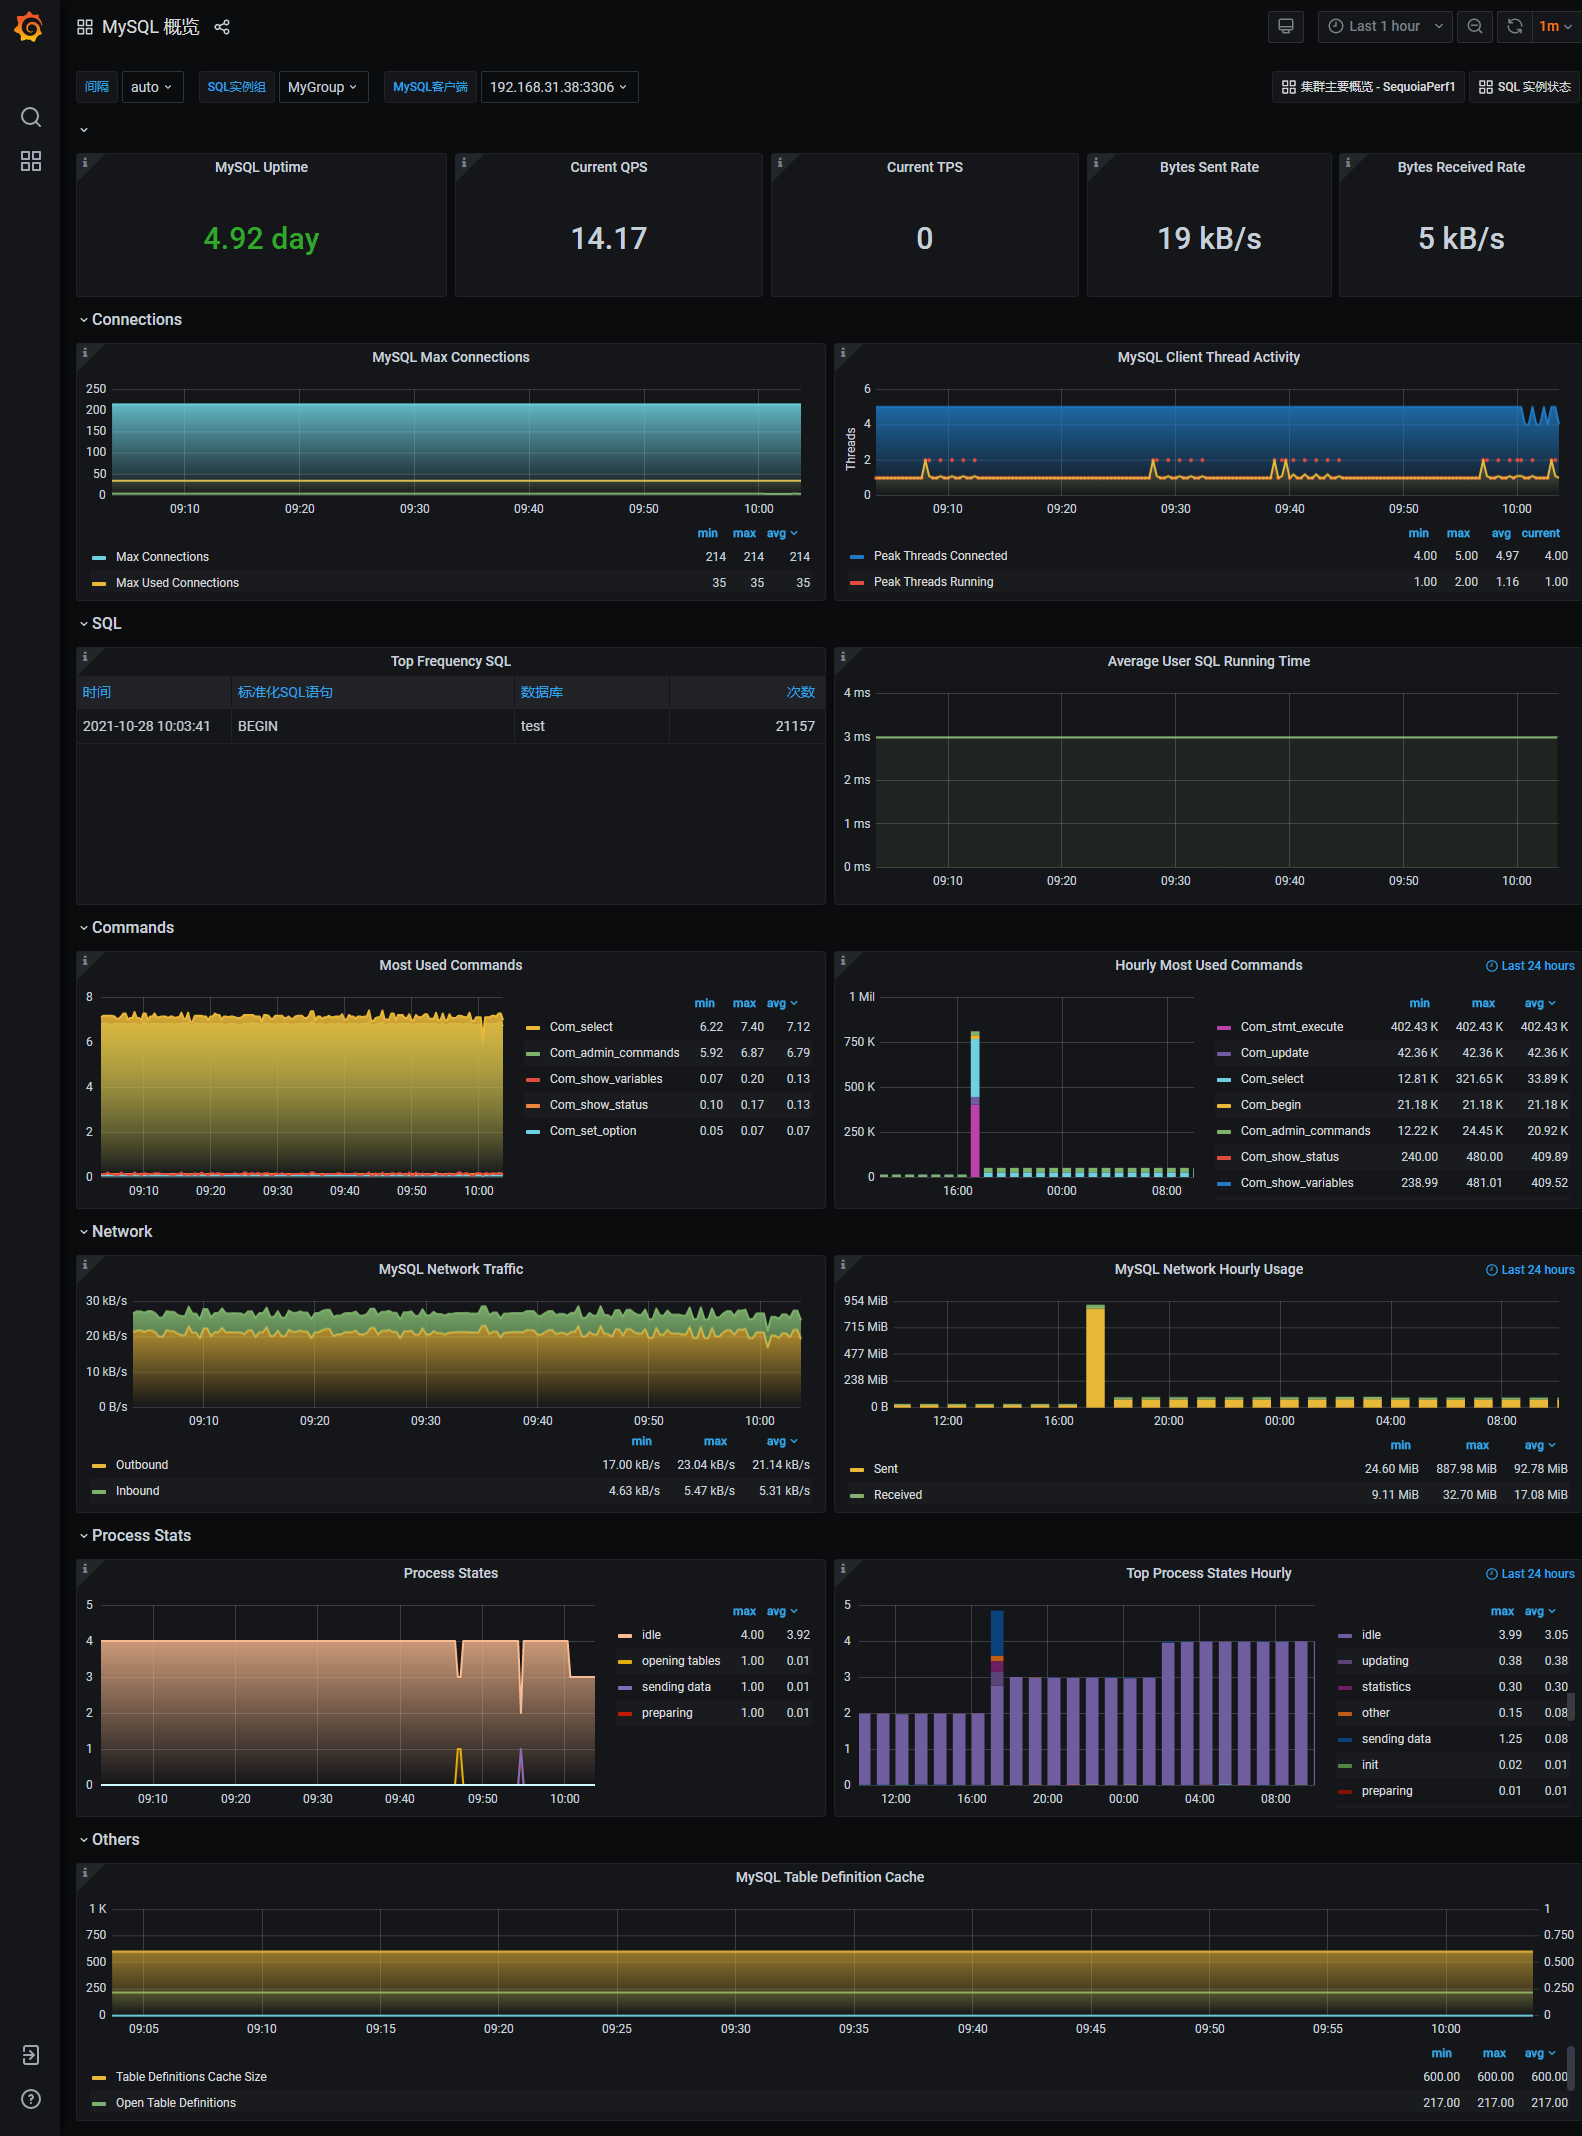 MySQL 概览
Last 1 hour
1m
间隔 auto SQL实例组 MyGroup MySQL客户端 192.168.31.38:3306
集群主要概览 - SequoiaPerf1 SQL 实例状态
MySQL Uptime
4.92 day
Current QPS
14.17
Current TPS
0
Bytes Sent Rate
19 kB/s
Bytes Received Rate
5 kB/s
Connections
MySQL Max Connections
250
200
150
100
50
0
09:10 09:20 09:30 09:40 09:50 10:00
min max avg
Max Connections 214 214 214
Max Used Connections 35 35 35
MySQL Client Thread Activity
Threads
6
4
2
0
09:10 09:20 09:30 09:40 09:50 10:00
min max avg current
Peak Threads Connected 4.00 5.00 4.97 4.00
Peak Threads Running 1.00 2.00 1.16 1.00
SQL
Top Frequency SQL
时间 标准化SQL语句 数据库 次数
2021-10-28 10:03:41 BEGIN test 21157
Average User SQL Running Time
4 ms
3 ms
2 ms
1 ms
0 ms
09:10 09:20 09:30 09:40 09:50 10:00
Commands
Most Used Commands
8
6
4
2
0
09:10 09:20 09:30 09:40 09:50 10:00
min max avg
Com_select 6.22 7.40 7.12
Com_admin_commands 5.92 6.87 6.79
Com_show_variables 0.07 0.20 0.13
Com_show_status 0.10 0.17 0.13
Com_set_option 0.05 0.07 0.07
Hourly Most Used Commands
Last 24 hours
1 Mil
750 K
500 K
250 K
0
16:00 00:00 08:00
min max avg
Com_stmt_execute 402.43 K 402.43 K 402.43 K
Com_update 42.36 K 42.36 K 42.36 K
Com_select 12.81 K 321.65 K 33.89 K
Com_begin 21.18 K 21.18 K 21.18 K
Com_admin_commands 12.22 K 24.45 K 20.92 K
Com_show_status 240.00 480.00 409.89
Com_show_variables 238.99 481.01 409.52
Network
MySQL Network Traffic
30 kB/s
20 kB/s
10 kB/s
0 B/s
09:10 09:20 09:30 09:40 09:50 10:00
min max avg
Outbound 17.00 kB/s 23.04 kB/s 21.14 kB/s
Inbound 4.63 kB/s 5.47 kB/s 5.31 kB/s
MySQL Network Hourly Usage
Last 24 hours
954 MiB
715 MiB
477 MiB
238 MiB
0 B
12:00 16:00 20:00 00:00 04:00 08:00
min max avg
Sent 24.60 MiB 887.98 MiB 92.78 MiB
Received 9.11 MiB 32.70 MiB 17.08 MiB
Process Stats
Process States
5
4
3
2
1
0
09:10 09:20 09:30 09:40 09:50 10:00
max avg
idle 4.00 3.92
opening tables 1.00 0.01
sending data 1.00 0.01
preparing 1.00 0.01
Top Process States Hourly
Last 24 hours
5
4
3
2
1
0
12:00 16:00 20:00 00:00 04:00 08:00
max avg
idle 3.99 3.05
updating 0.38 0.38
statistics 0.30 0.30
other 0.15 0.08
sending data 1.25 0.08
init 0.02 0.01
preparing 0.01 0.01
Others
MySQL Table Definition Cache
1 K
750
500
250
0
1
0.750
0.500
0.250
0
09:05 09:10 09:15 09:20 09:25 09:30 09:35 09:40 09:45 09:50 09:55 10:00
min max avg
Table Definitions Cache Size 600.00 600.00 600.00
Open Table Definitions 217.00 217.00 217.00